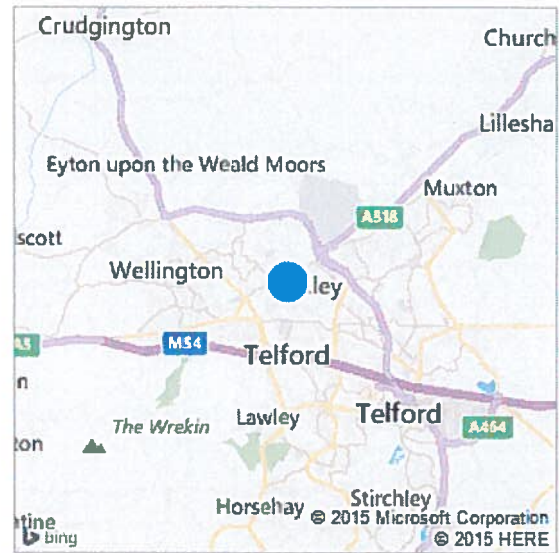 Crudgington
Church
Lillesha
Eyton upon the Weald Moors
Muxton
A518
scott
Wellington
ley
A5
M54
Telford
n
Telford
The Wrekin
Lawley
A464
ton
Horsehay
Stirchley
© 2015 Microsoft Corporation
tine
bing
© 2015 HERE